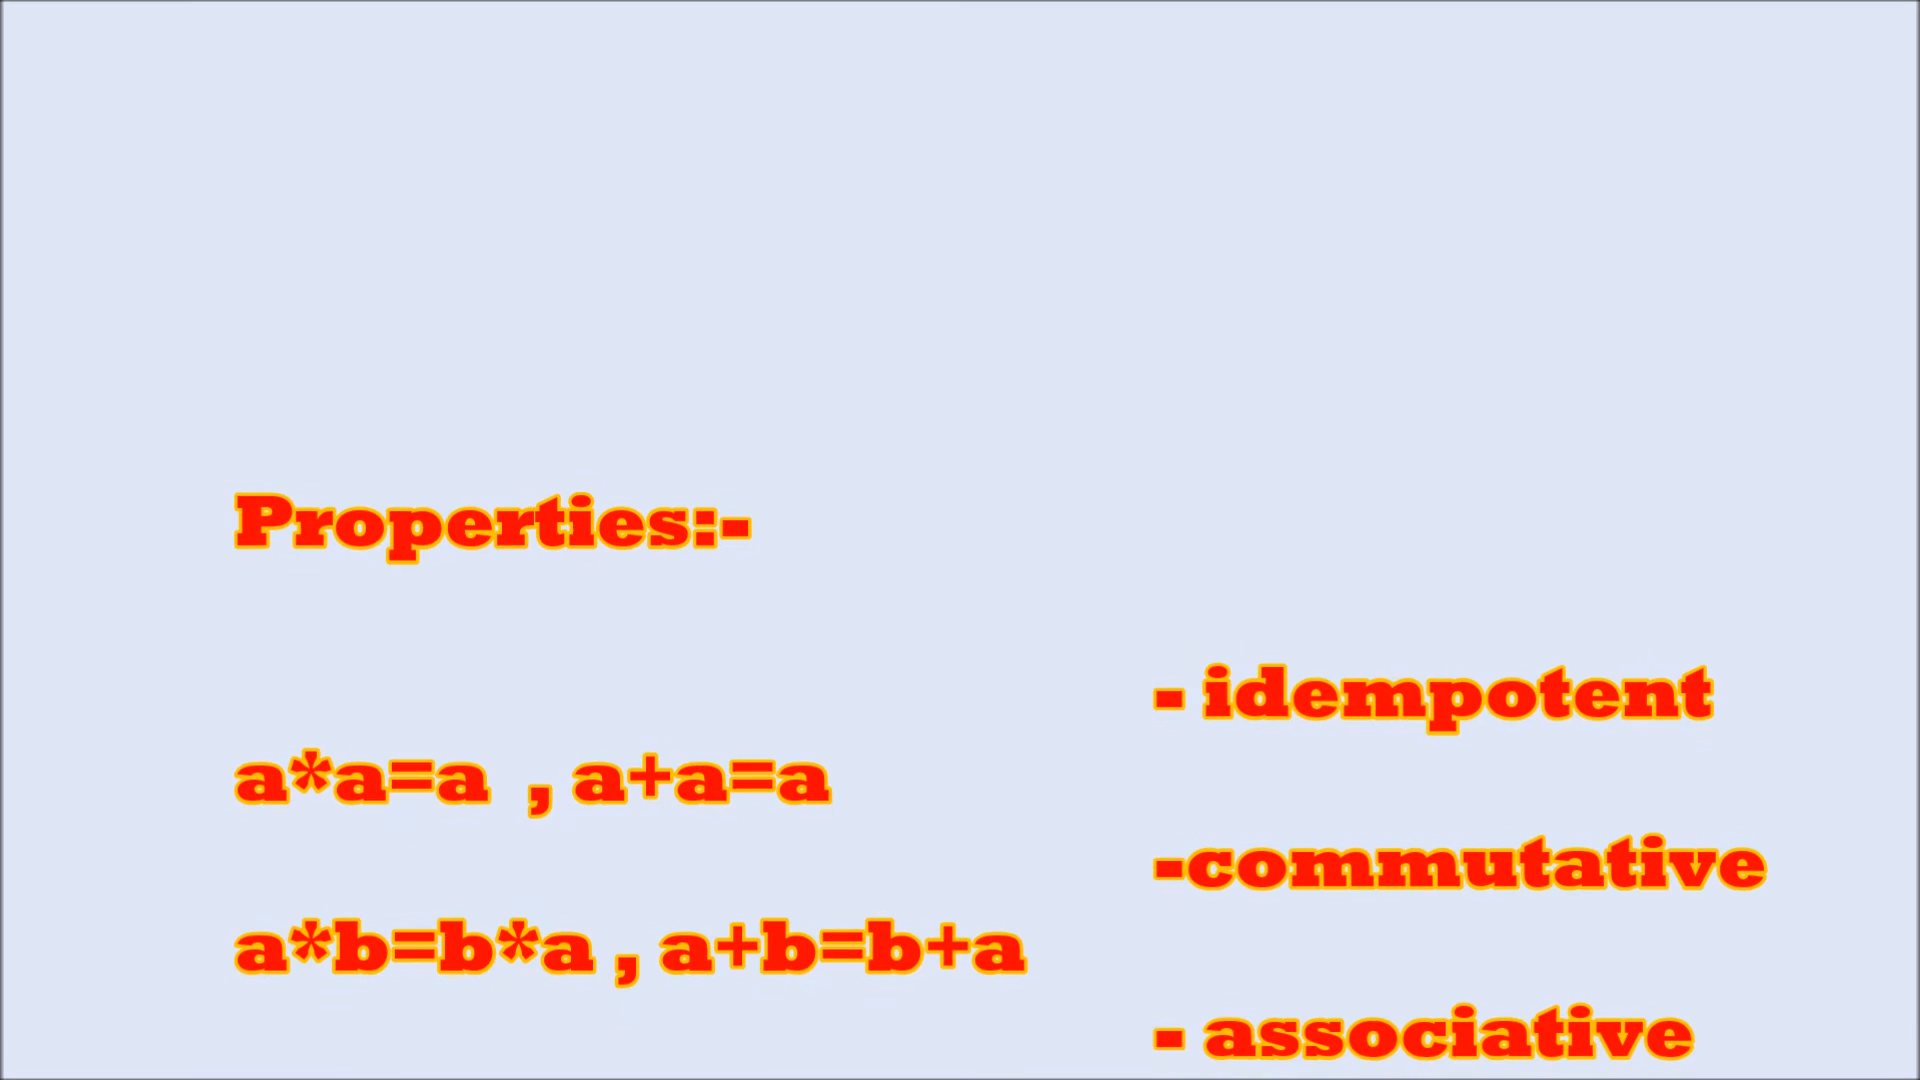 Properties:-
- idempotent
a*a=a , a+a=a
-commutative
a*b=b*a , a+b=b+a
- associative